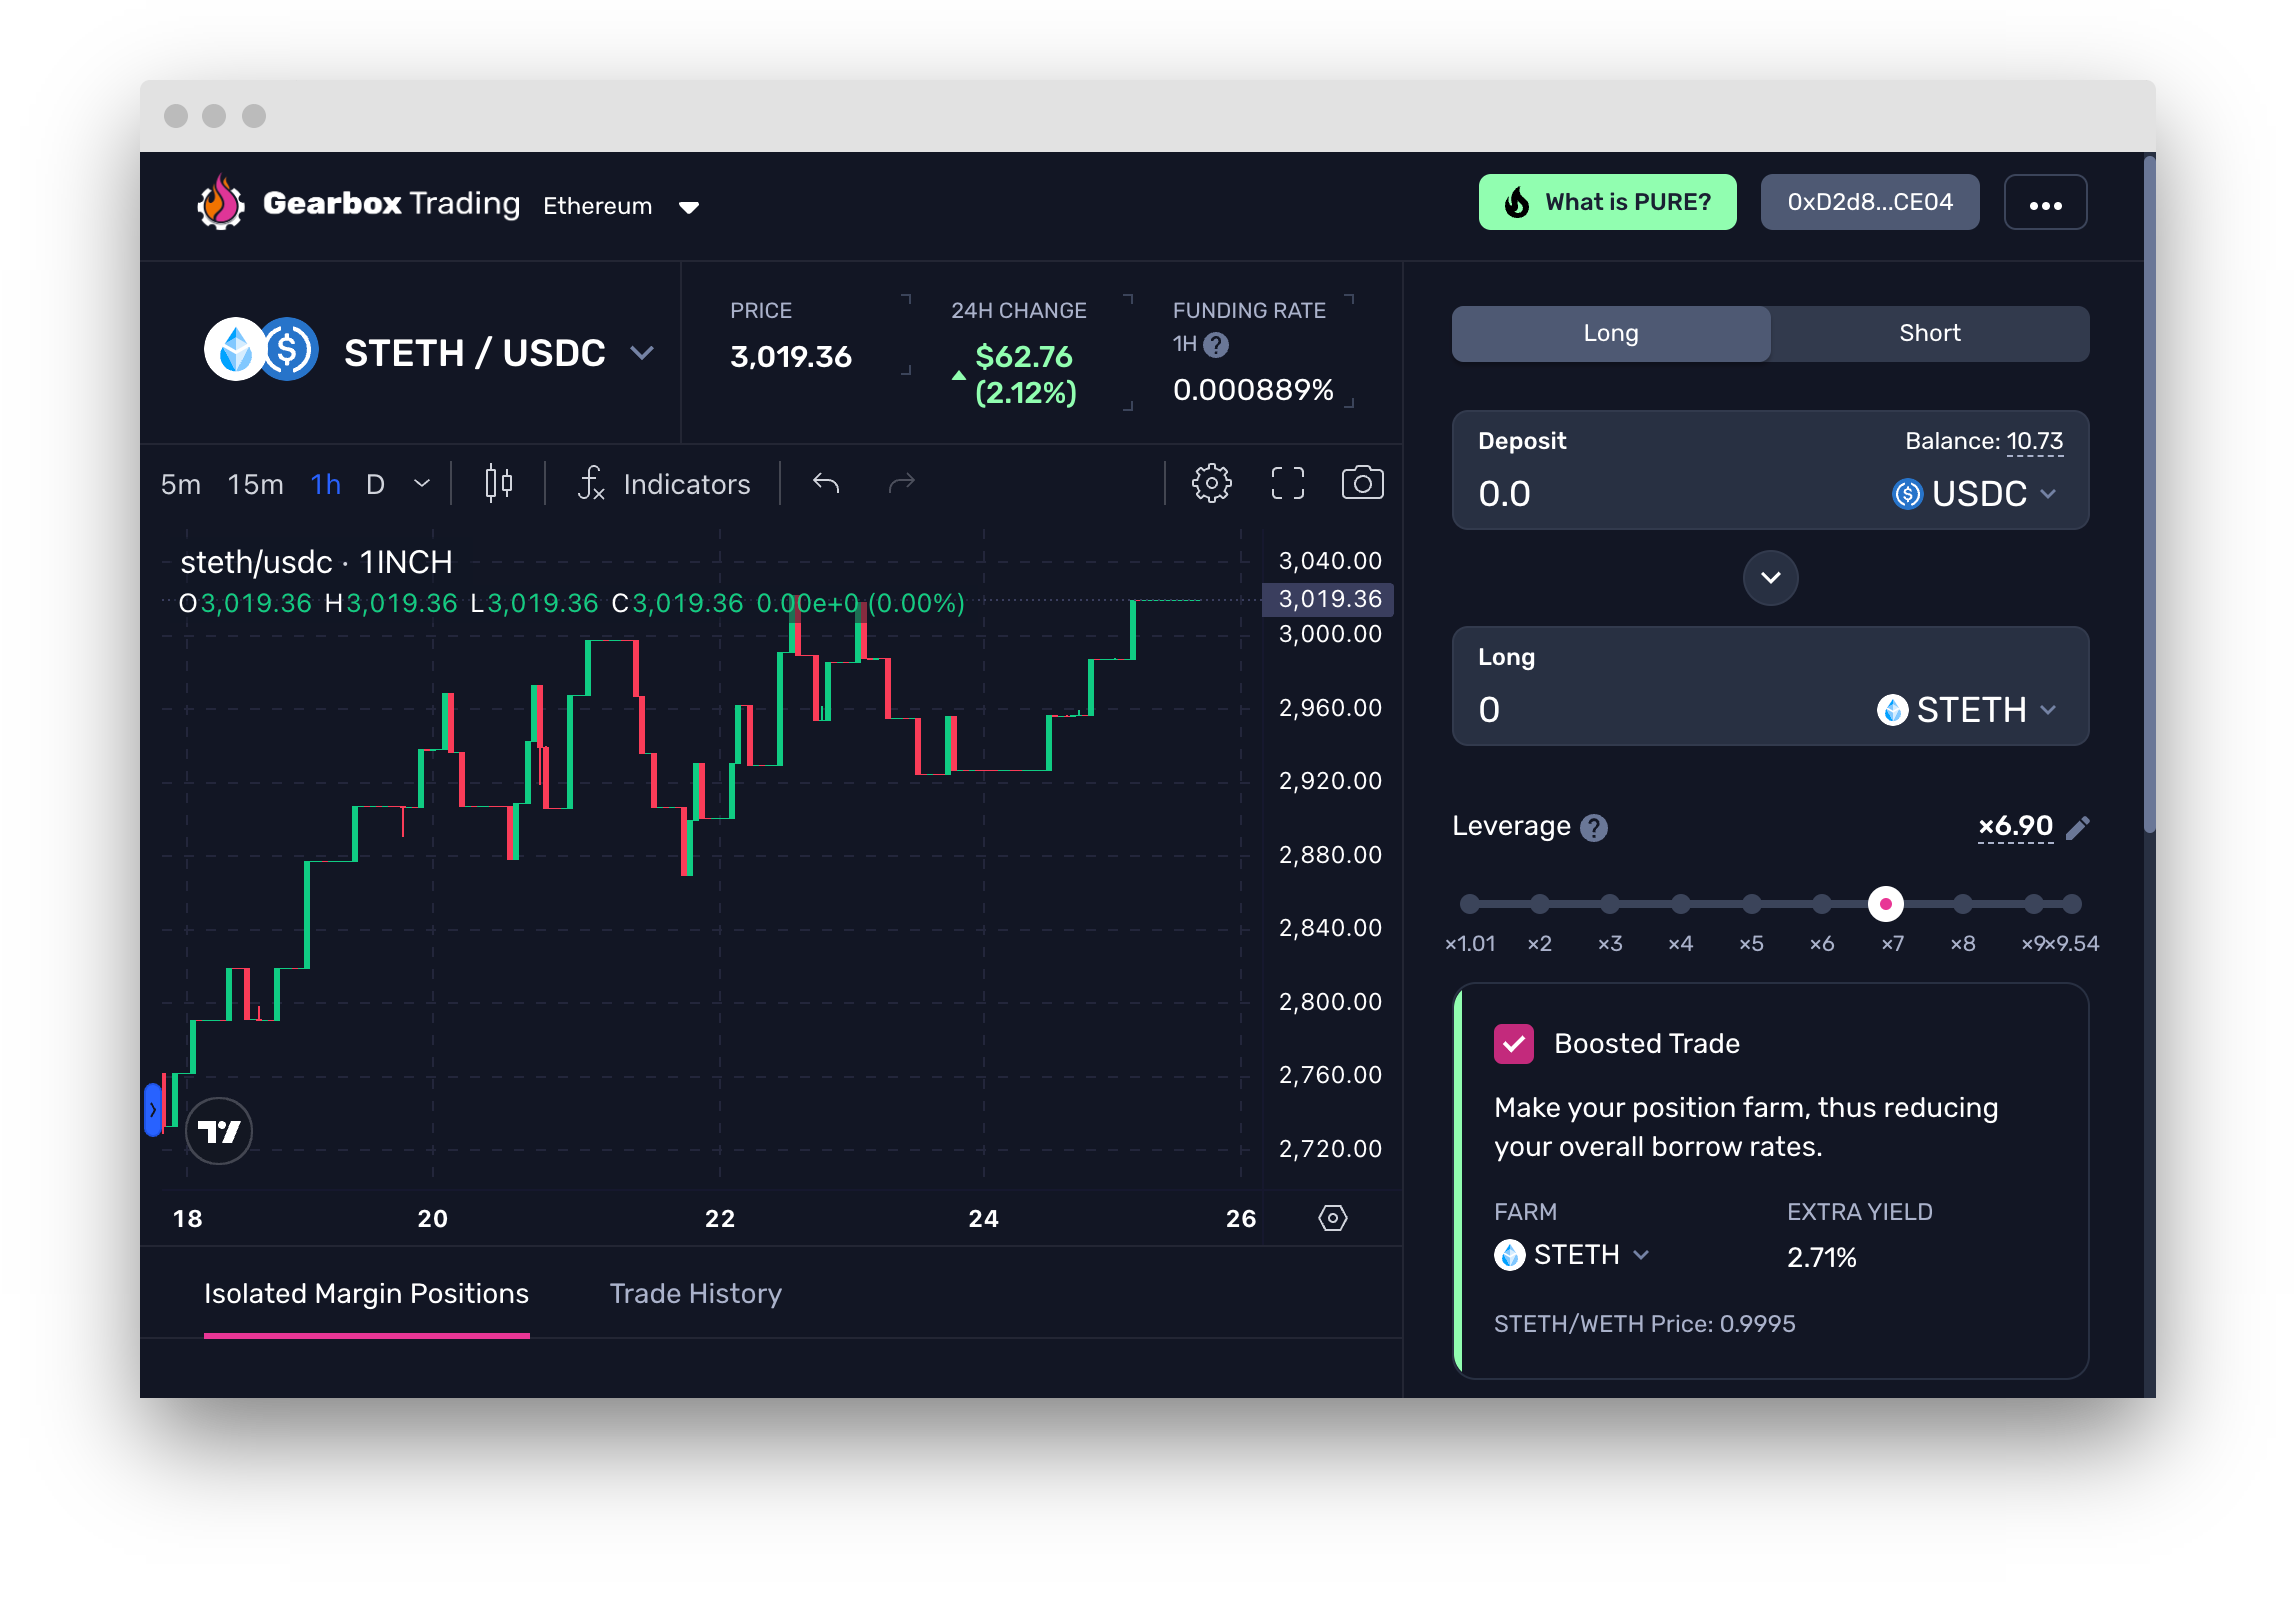 Gearbox Trading Ethereum
What is PURE?
0xD2d8...CE04
STETH / USDC
PRICE
3,019.36
24H CHANGE
$62.76
(2.12%)
FUNDING RATE
1H
0.000889%
5m 15m 1h D
Indicators
steth/usdc · 1INCH
O3,019.36 H3,019.36 L3,019.36 C3,019.36 0.00e+0 (0.00%)
3,040.00
3,019.36
3,000.00
2,960.00
2,920.00
2,880.00
2,840.00
2,800.00
2,760.00
2,720.00
18 20 22 24 26
Isolated Margin Positions
Trade History
Long
Short
Deposit
Balance: 10.73
0.0
USDC
Long
0
STETH
Leverage
×6.90
×1.01 ×2 ×3 ×4 ×5 ×6 ×7 ×8 ×9 ×9.54
Boosted Trade
Make your position farm, thus reducing
your overall borrow rates.
FARM
STETH
EXTRA YIELD
2.71%
STETH/WETH Price: 0.9995